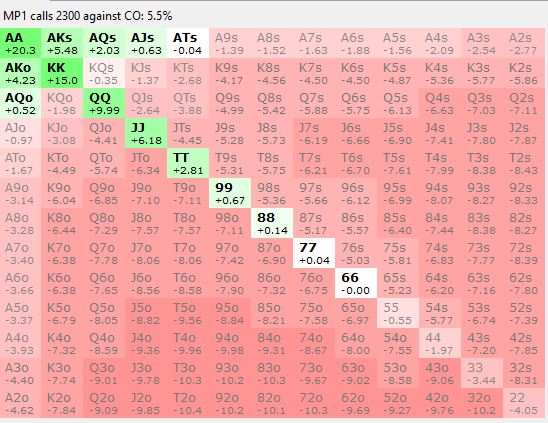 MP1 calls 2300 against CO: 5.5%
AA AKs AQs AJs ATs A9s A8s A7s A6s A5s A4s A3s A2s
+20.3 +5.48 +2.03 +0.63 -0.04 -1.39 -1.52 -1.63 -1.88 -1.56 -2.09 -2.54 -2.77
AKo KK KQs KJs KTs K9s K8s K7s K6s K5s K4s K3s K2s
+4.23 +15.0 -0.35 -1.37 -2.68 -4.17 -4.56 -4.50 -4.50 -4.87 -5.36 -5.77 -5.86
AQo KQo QQ QJs QTs Q9s Q8s Q7s Q6s Q5s Q4s Q3s Q2s
+0.52 -1.98 +9.99 -2.64 -3.88 -4.99 -5.42 -5.88 -5.75 -6.13 -6.63 -7.03 -7.11
AJo KJo QJo JJ JTs J9s J8s J7s J6s J5s J4s J3s J2s
-0.97 -3.08 -4.41 +6.18 -4.45 -5.28 -5.73 -6.19 -6.66 -6.90 -7.41 -7.80 -7.87
ATo KTo QTo JTo TT T9s T8s T7s T6s T5s T4s T3s T2s
-1.67 -4.49 -5.74 -6.34 +2.81 -5.31 -5.75 -6.21 -6.70 -7.61 -7.99 -8.38 -8.43
A9o K9o Q9o J9o T9o 99 98s 97s 96s 95s 94s 93s 92s
-3.14 -6.04 -6.85 -7.10 -7.11 +0.67 -5.36 -5.66 -6.12 -6.99 -8.07 -8.27 -8.33
A8o K8o Q8o J8o T8o 98o 88 87s 86s 85s 84s 83s 82s
-3.28 -6.44 -7.29 -7.57 -7.57 -7.14 +0.14 -5.17 -5.57 -6.40 -7.44 -8.38 -8.27
A7o K7o Q7o J7o T7o 97o 87o 77 76s 75s 74s 73s 72s
-3.40 -6.38 -7.78 -8.06 -8.06 -7.42 -6.90 +0.04 -5.03 -5.81 -6.83 -7.77 -8.39
A6o K6o Q6o J6o T6o 96o 86o 76o 66 65s 64s 63s 62s
-3.66 -6.38 -7.65 -8.56 -8.58 -7.90 -7.32 -6.75 -0.00 -5.23 -6.20 -7.16 -7.80
A5o K5o Q5o J5o T5o 95o 85o 75o 65o 55 54s 53s 52s
-3.37 -6.79 -8.05 -8.82 -9.56 -8.84 -8.21 -7.58 -6.97 -0.55 -5.77 -6.74 -7.39
A4o K4o Q4o J4o T4o 94o 84o 74o 64o 54o 44 43s 42s
-3.93 -7.32 -8.59 -9.36 -9.96 -9.98 -9.31 -8.67 -8.00 -7.55 -1.97 -7.20 -7.85
A3o K3o Q3o J3o T3o 93o 83o 73o 63o 53o 43o 33 32s
-4.40 -7.74 -9.01 -9.78 -10.3 -10.2 -10.3 -9.67 -9.02 -8.58 -9.06 -3.44 -8.31
A2o K2o Q2o J2o T2o 92o 82o 72o 62o 52o 42o 32o 22
-4.62 -7.84 -9.09 -9.85 -10.4 -10.2 -10.1 -10.3 -9.69 -9.27 -9.76 -10.2 -4.05